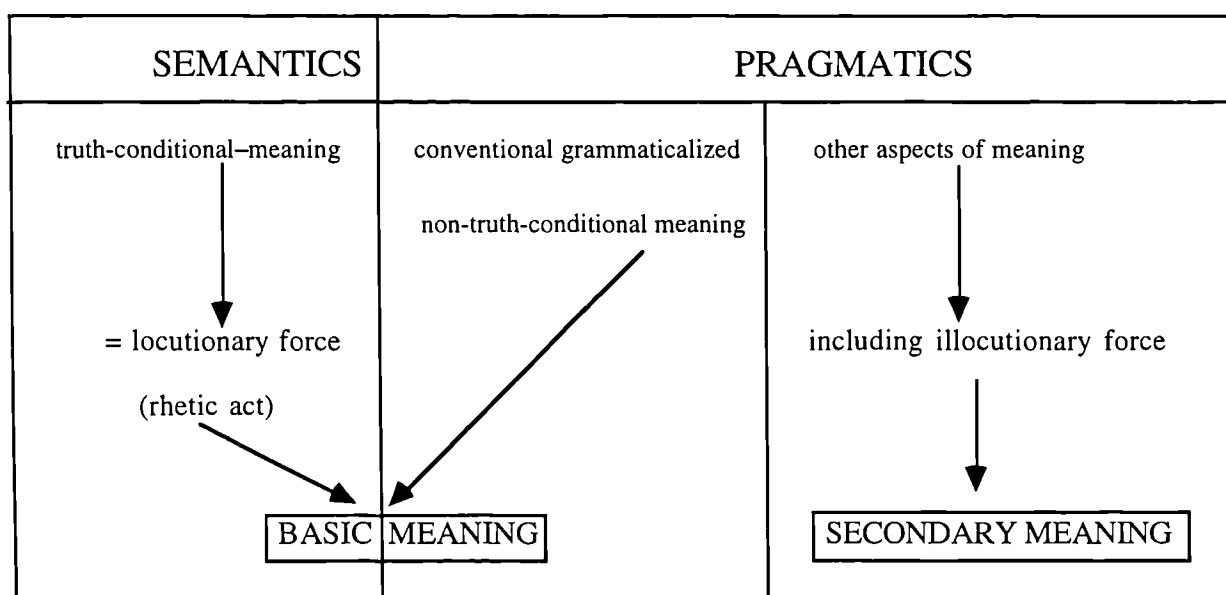 SEMANTICS
PRAGMATICS
truth-conditional–meaning
conventional grammaticalized
non-truth-conditional meaning
other aspects of meaning
= locutionary force
(rhetic act)
including illocutionary force
BASIC MEANING
SECONDARY MEANING